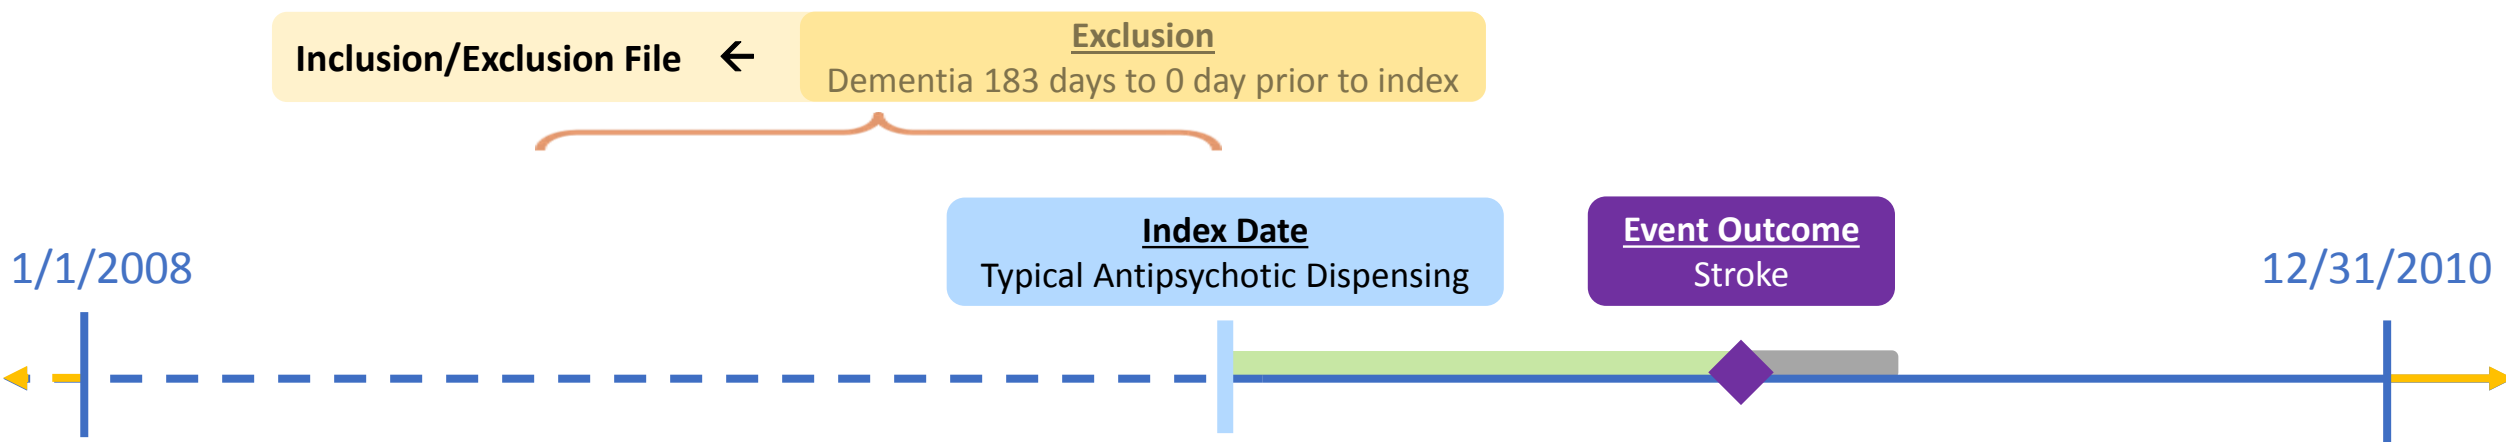 Inclusion/Exclusion File ←
Exclusion
Dementia 183 days to 0 day prior to index
Index Date
Typical Antipsychotic Dispensing
Event Outcome
Stroke
1/1/2008
12/31/2010